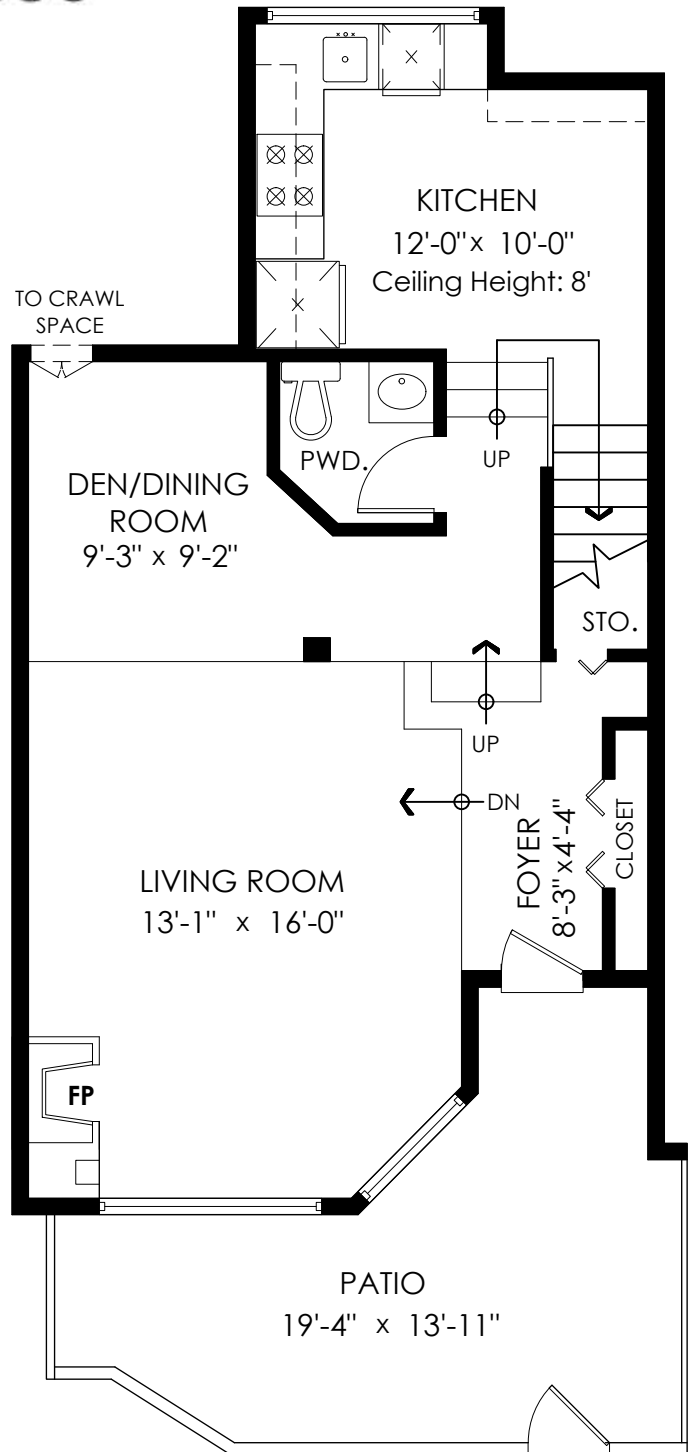 KITCHEN
12'-0" x 10'-0"
Ceiling Height: 8'
TO CRAWL
SPACE
PWD.
UP
DEN/DINING
ROOM
9'-3" x 9'-2"
STO.
UP
DN
FOYER
8'-3"x4'-4"
CLOSET
LIVING ROOM
13'-1" x 16'-0"
FP
PATIO
19'-4" x 13'-11"